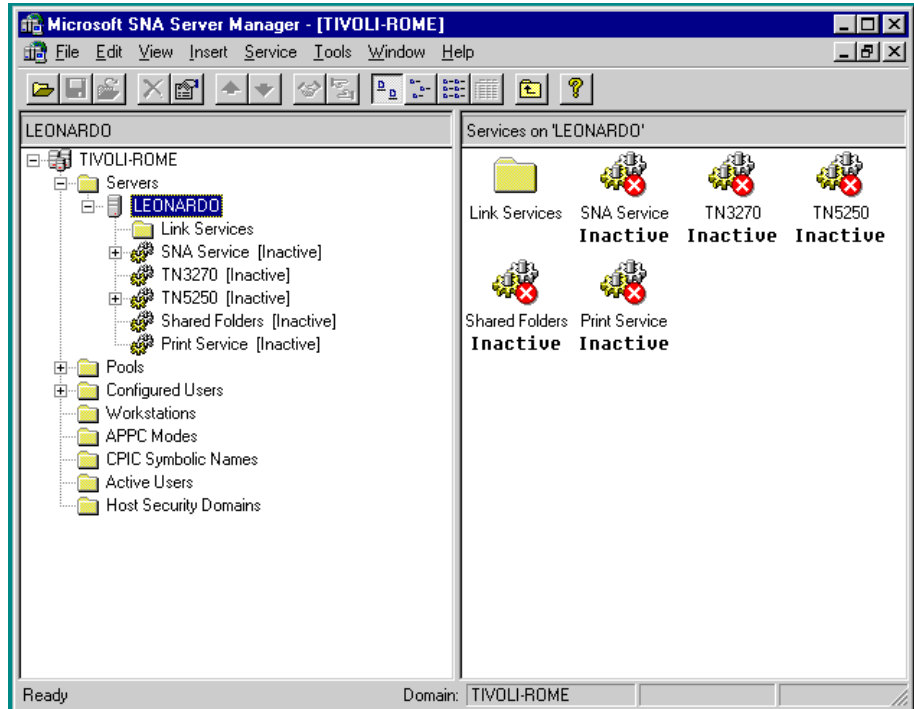 Microsoft SNA Server Manager - [TIVOLI-ROME]
File Edit View Insert Service Tools Window Help
LEONARDO
TIVOLI-ROME
Servers
LEONARDO
Link Services
SNA Service [Inactive]
TN3270 [Inactive]
TN5250 [Inactive]
Shared Folders [Inactive]
Print Service [Inactive]
Pools
Configured Users
Workstations
APPC Modes
CPIC Symbolic Names
Active Users
Host Security Domains
Services on 'LEONARDO'
Link Services SNA Service TN3270 TN5250
Inactive Inactive Inactive
Shared Folders Print Service
Inactive Inactive
Ready Domain: TIVOLI-ROME